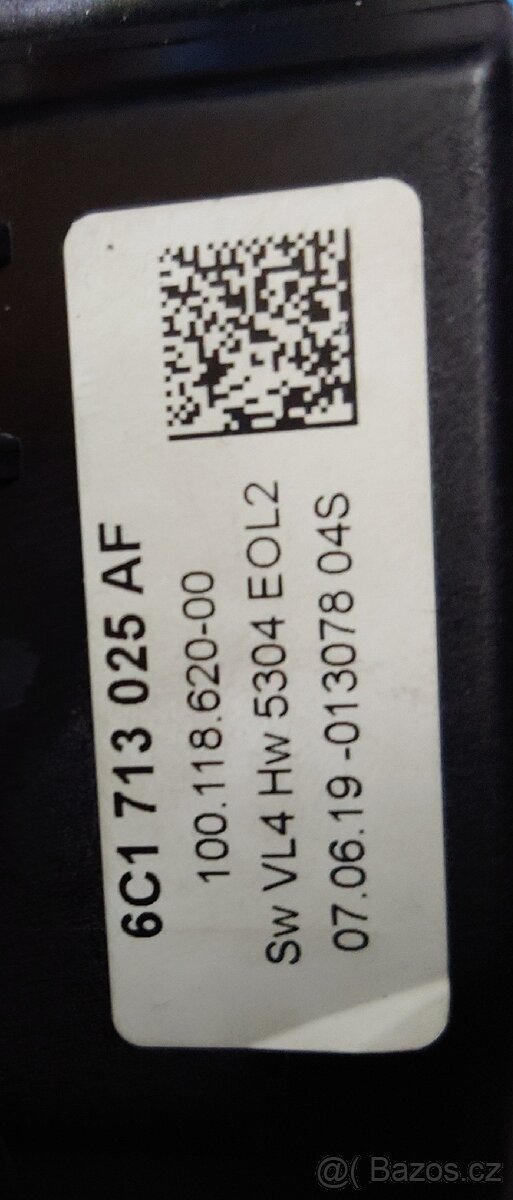 6C1 713 025 AF
100.118.620-00
Sw VL4 Hw 5304 EOL2
07.06.19 -013078 04S
@( Bazos.cz